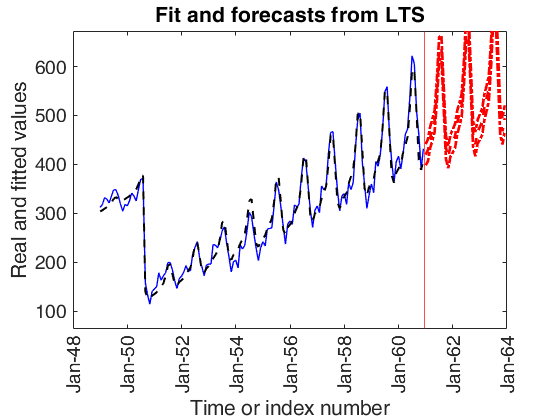 Fit and forecasts from LTS
Real and fitted values
600
500
400
300
200
100
Jan-48
Jan-50
Jan-52
Jan-54
Jan-56
Jan-58
Jan-60
Jan-62
Jan-64
Time or index number